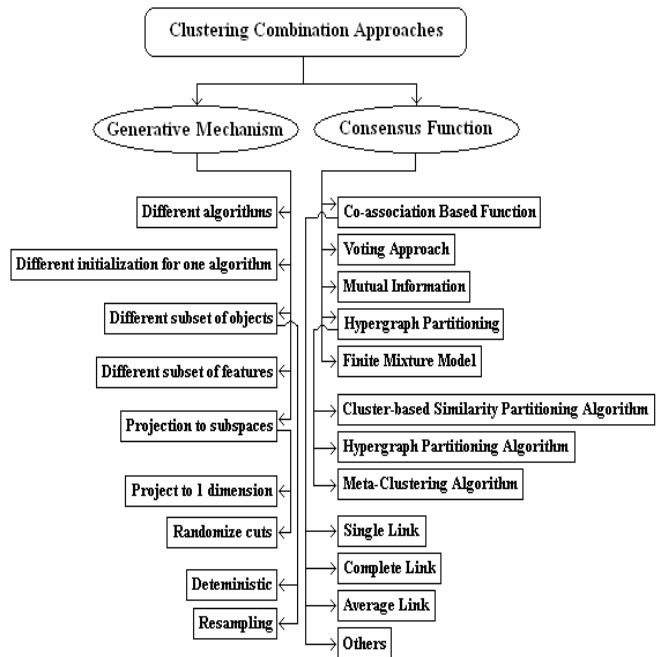 Clustering Combination Approaches
Generative Mechanism
Consensus Function
Different algorithms
Different initialization for one algorithm
Different subset of objects
Different subset of features
Projection to subspaces
Project to 1 dimension
Randomize cuts
Deteministic
Resampling
Co-association Based Function
Voting Approach
Mutual Information
Hypergraph Partitioning
Finite Mixture Model
Cluster-based Similarity Partitioning Algorithm
Hypergraph Partitioning Algorithm
Meta-Clustering Algorithm
Single Link
Complete Link
Average Link
Others